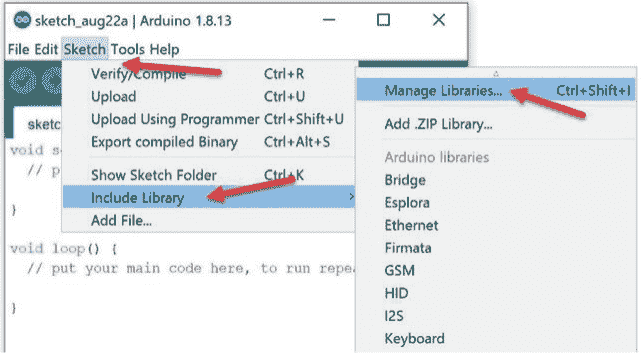 sketch_aug22a | Arduino 1.8.13
File Edit Sketch Tools Help
Verify/Compile Ctrl+R
Upload Ctrl+U
Upload Using Programmer Ctrl+Shift+U
Export compiled Binary Ctrl+Alt+S
Show Sketch Folder Ctrl+K
Include Library
Add File...
Manage Libraries... Ctrl+Shift+I
Add .ZIP Library...
Arduino libraries
Bridge
Esplora
Ethernet
Firmata
GSM
HID
I2S
Keyboard
sketc
void s
// p
}
void loop() {
// put your main code here, to run repea
}